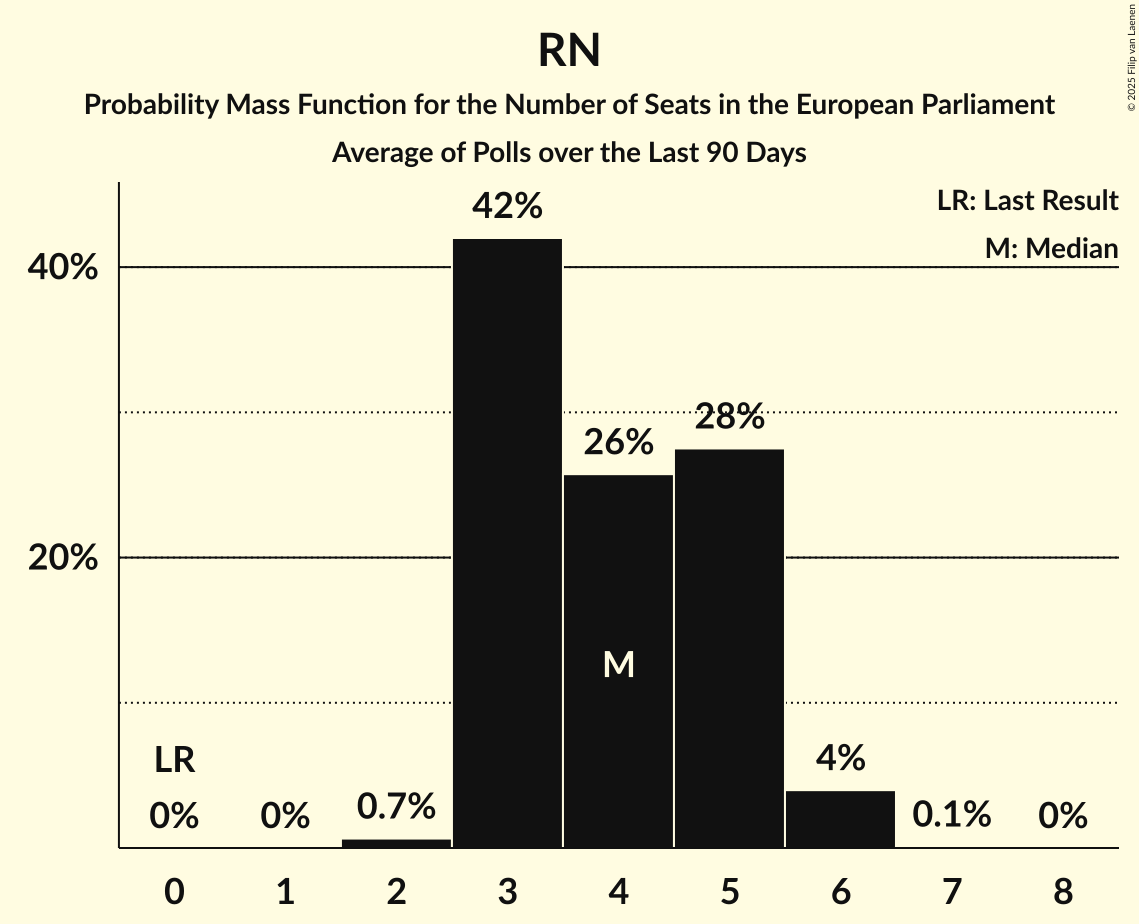 RN
Probability Mass Function for the Number of Seats in the European Parliament
Average of Polls over the Last 90 Days
© 2025 Filip van Laenen
LR: Last Result
M: Median
42%
40%
28%
26%
20%
M
LR
4%
0%
0%
0.7%
0.1%
0%
0 1 2 3 4 5 6 7 8